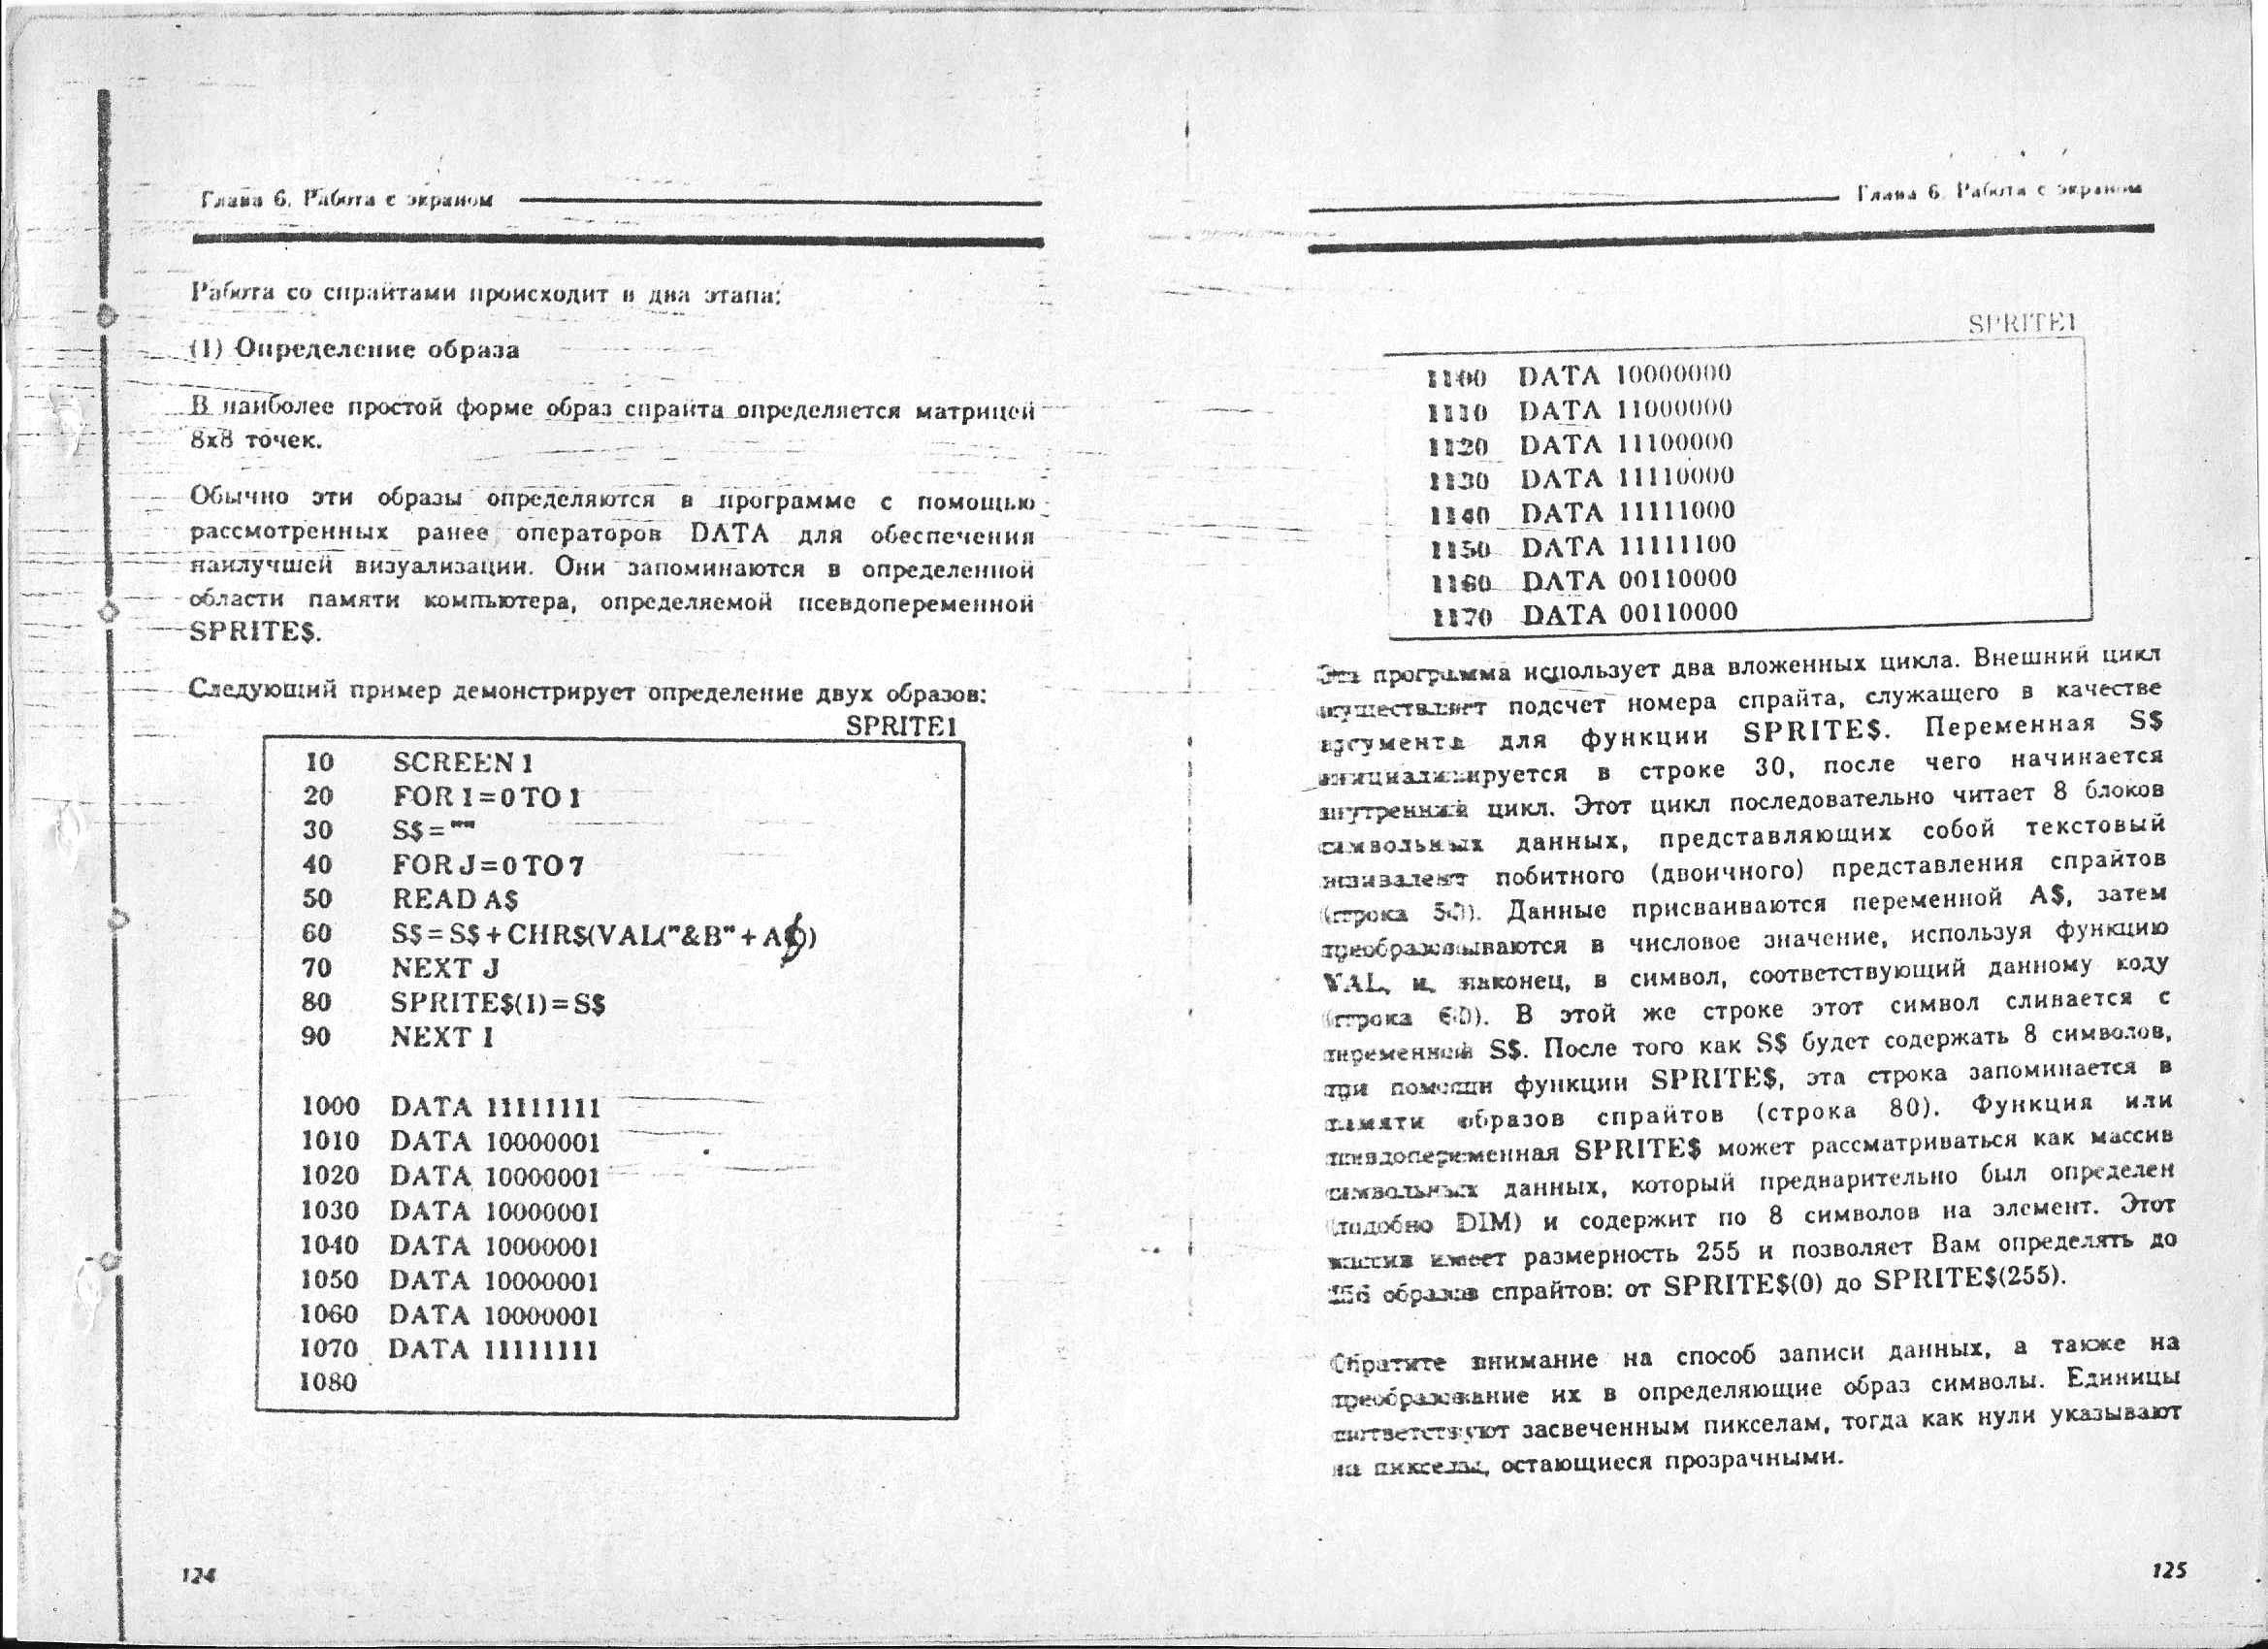 Глава 6. Работа с экраном
Работа со спрайтами происходит в два этапа:
(1) Определение образа
В наиболее простой форме образ спрайта определяется матрицей
8x8 точек.
Обычно эти образы определяются в программе с помощью
рассмотренных ранее операторов DATA для обеспечения
наилучшей визуализации. Они запоминаются в определенной
области памяти компьютера, определяемой псевдопеременной
SPRITE$.
Следующий пример демонстрирует определение двух образов:
SPRITE1
10 SCREEN 1
20 FOR I=0 TO 1
30 S$=""
40 FOR J=0 TO 7
50 READ A$
60 S$=S$+CHR$(VAL("&B"+A$))
70 NEXT J
80 SPRITE$(I)=S$
90 NEXT I
1000 DATA 11111111
1010 DATA 10000001
1020 DATA 10000001
1030 DATA 10000001
1040 DATA 10000001
1050 DATA 10000001
1060 DATA 10000001
1070 DATA 11111111
1080
124
Глава 6. Работа с экраном
SPRITE1
1100 DATA 10000000
1110 DATA 11000000
1120 DATA 11100000
1130 DATA 11110000
1140 DATA 11111000
1150 DATA 11111100
1160 DATA 00110000
1170 DATA 00110000
Эта программа использует два вложенных цикла. Внешний цикл
осуществляет подсчет номера спрайта, служащего в качестве
аргумента для функции SPRITE$. Переменная S$
инициализируется в строке 30, после чего начинается
внутренний цикл. Этот цикл последовательно читает 8 блоков
символьных данных, представляющих собой текстовый
эквивалент побитного (двоичного) представления спрайтов
(строка 50). Данные присваиваются переменной A$, затем
преобразовываются в числовое значение, используя функцию
VAL, и, наконец, в символ, соответствующий данному коду
(строка 60). В этой же строке этот символ сливается с
переменной S$. После того как S$ будет содержать 8 символов,
при помощи функции SPRITE$, эта строка запоминается в
памяти образов спрайтов (строка 80). Функция или
псевдопеременная SPRITE$ может рассматриваться как массив
символьных данных, который предварительно был определен
(подобно DIM) и содержит по 8 символов на элемент. Этот
массив имеет размерность 255 и позволяет Вам определять до
256 образов спрайтов: от SPRITE$(0) до SPRITE$(255).
Обратите внимание на способ записи данных, а также на
преобразование их в определяющие образ символы. Единицы
соответствуют засвеченным пикселам, тогда как нули указывают
на пикселы, остающиеся прозрачными.
125